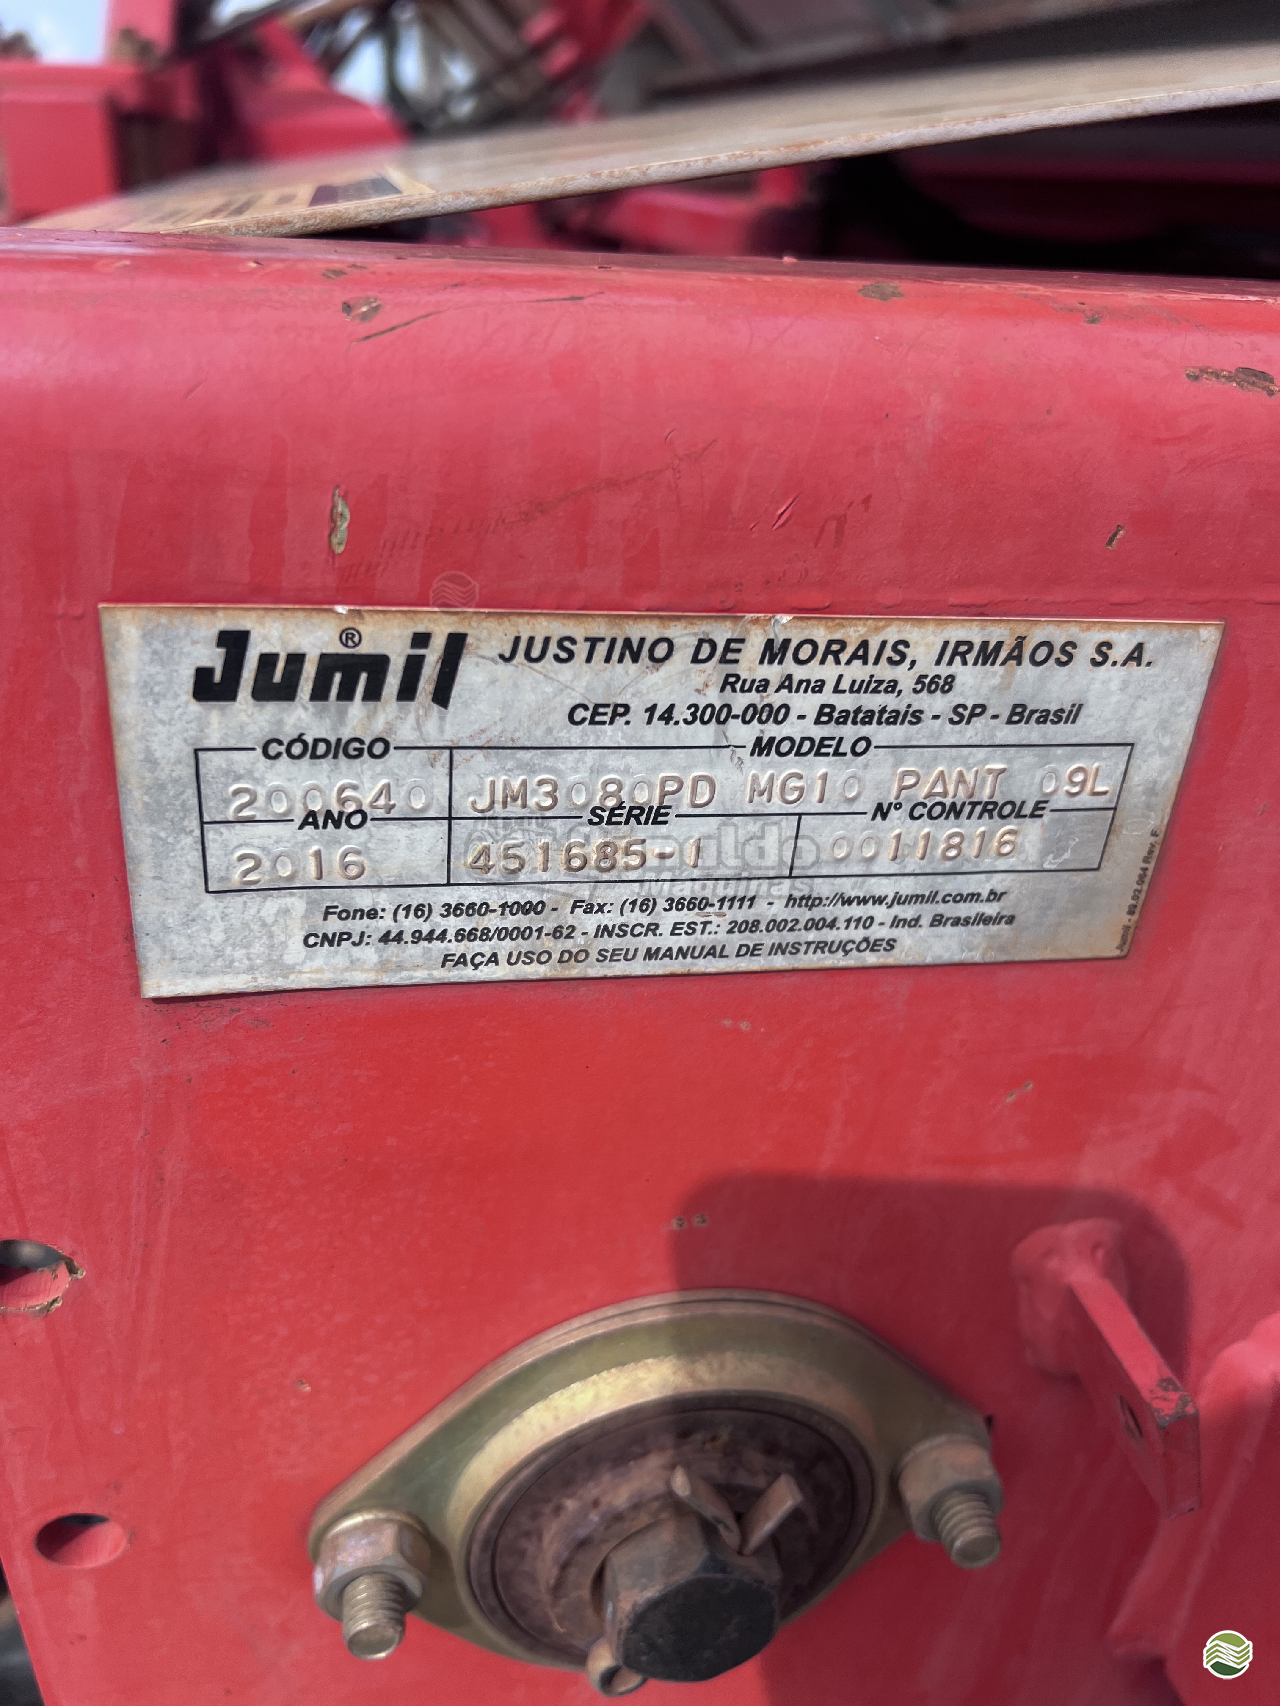 Jumil®
JUSTINO DE MORAIS, IRMÃOS S.A.
Rua Ana Luiza, 568
CEP. 14.300-000 - Batatais - SP - Brasil
CÓDIGO MODELO
200640 JM3080PD MG10 PANT 09L
ANO SÉRIE Nº CONTROLE
2016 451685-1 0011816
Fone: (16) 3660-1000 - Fax: (16) 3660-1111 - http://www.jumil.com.br
CNPJ: 44.944.668/0001-62 - INSCR. EST.: 208.002.004.110 - Ind. Brasileira
FAÇA USO DO SEU MANUAL DE INSTRUÇÕES
Máquinas